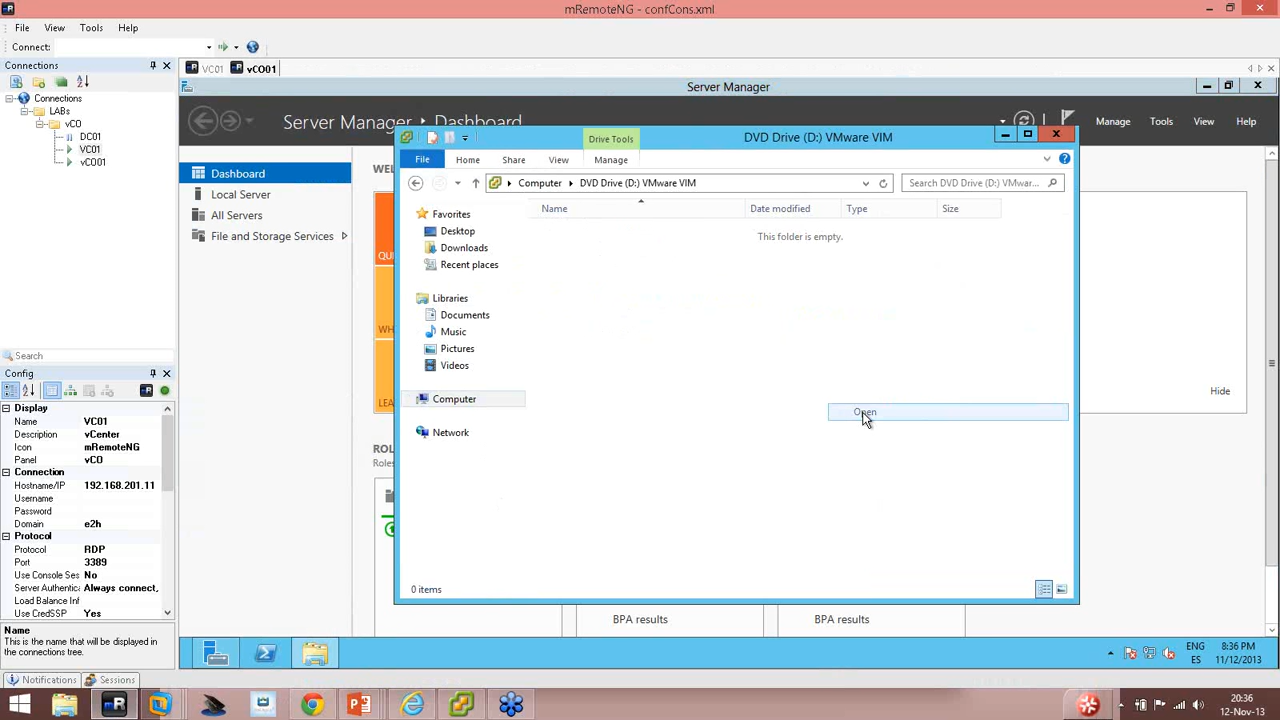 mRemoteNG - confCons.xml
File View Tools Help
Connect:
Connections
Connections
LABs
vCO
DC01
VC01
vCO01
Search
Config
Display
Name VC01
Description vCenter
Icon mRemoteNG
Panel vCO
Connection
Hostname/IP 192.168.201.11
Username
Password
Domain e2h
Protocol
Protocol RDP
Port 3389
Use Console Ses No
Server Authentica Always connect,
Load Balance Inf
Use CredSSP Yes
Name
This is the name that will be displayed in
the connections tree.
Notifications Sessions
VC01 vCO01
Server Manager
Server Manager Dashboard
Manage Tools View Help
Dashboard
Local Server
All Servers
File and Storage Services
WEL
QUI
WH
LEA
Hide
ROL
Roles
BPA results
BPA results
Drive Tools
DVD Drive (D:) VMware VIM
File Home Share View Manage
Computer DVD Drive (D:) VMware VIM
Search DVD Drive (D:) VMwar...
Name Date modified Type Size
This folder is empty.
Favorites
Desktop
Downloads
Recent places
Libraries
Documents
Music
Pictures
Videos
Computer
Network
Open
0 items
ENG
ES
8:36 PM
11/12/2013
20:36
12-Nov-13